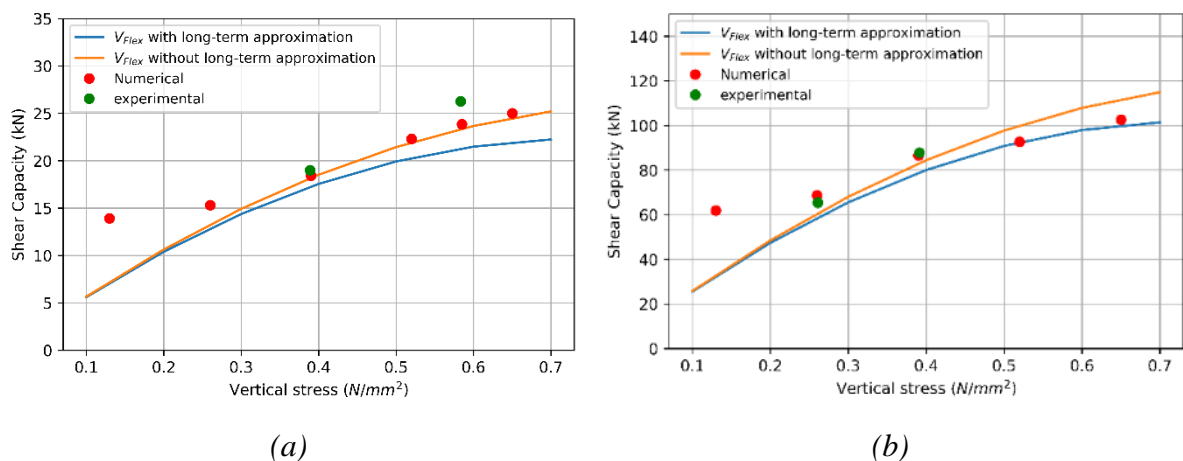 35
30
25
20
15
10
5
0
Shear Capacity (kN)
V_Flex with long-term approximation
V_Flex without long-term approximation
Numerical
experimental
0.1 0.2 0.3 0.4 0.5 0.6 0.7
Vertical stress (N/mm²)
(a)
140
120
100
80
60
40
20
0
Shear Capacity (kN)
V_Flex with long-term approximation
V_Flex without long-term approximation
Numerical
experimental
0.1 0.2 0.3 0.4 0.5 0.6 0.7
Vertical stress (N/mm²)
(b)